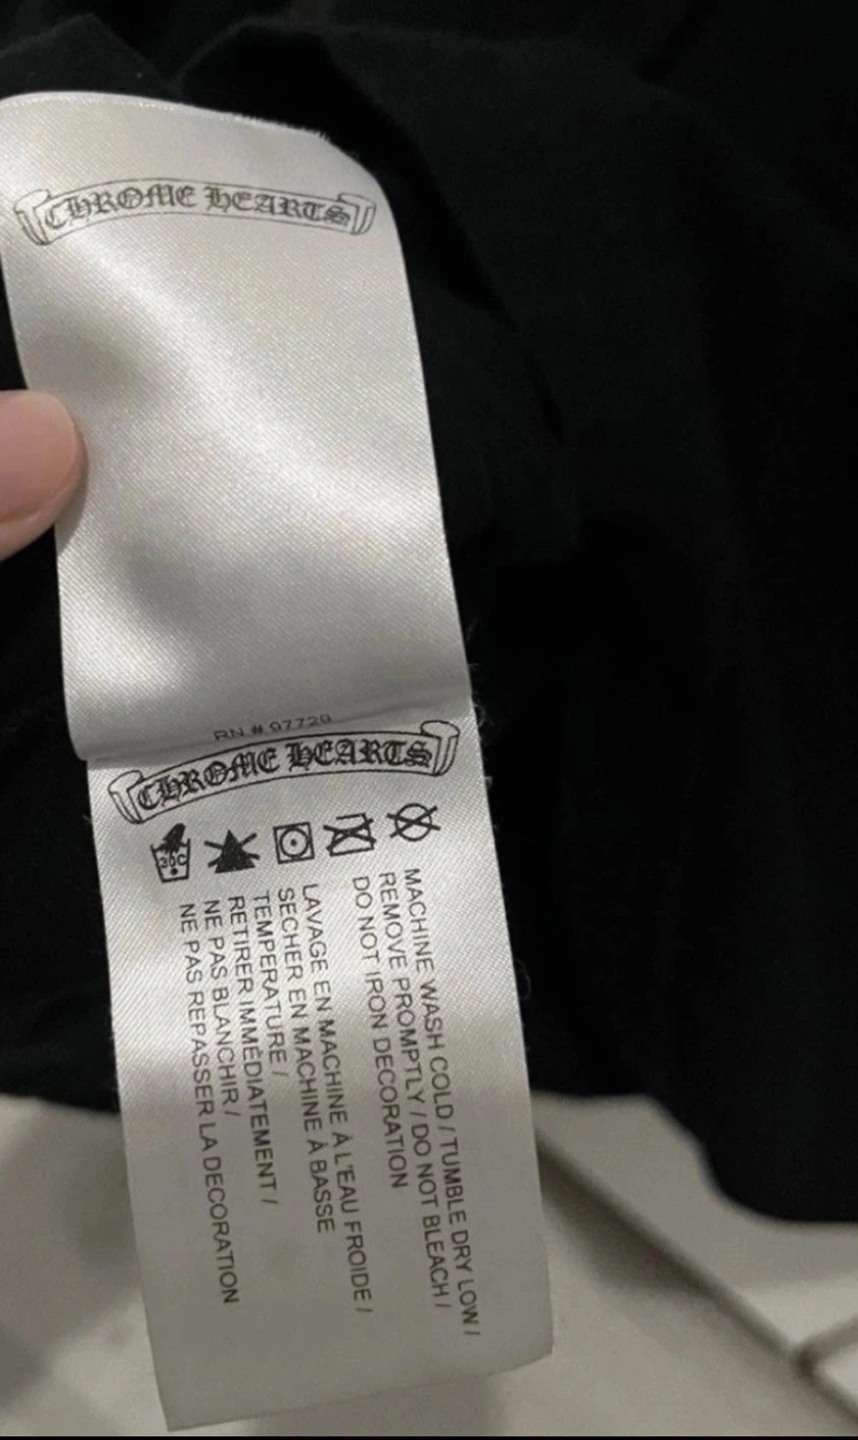 CHROME HEARTS
RN # 97729
CHROME HEARTS
MACHINE WASH COLD / TUMBLE DRY LOW /
REMOVE PROMPTLY / DO NOT BLEACH /
DO NOT IRON DECORATION
LAVAGE EN MACHINE À L'EAU FROIDE /
SECHER EN MACHINE À BASSE
TEMPERATURE /
RETIRER IMMÉDIATEMENT /
NE PAS BLANCHIR /
NE PAS REPASSER LA DECORATION